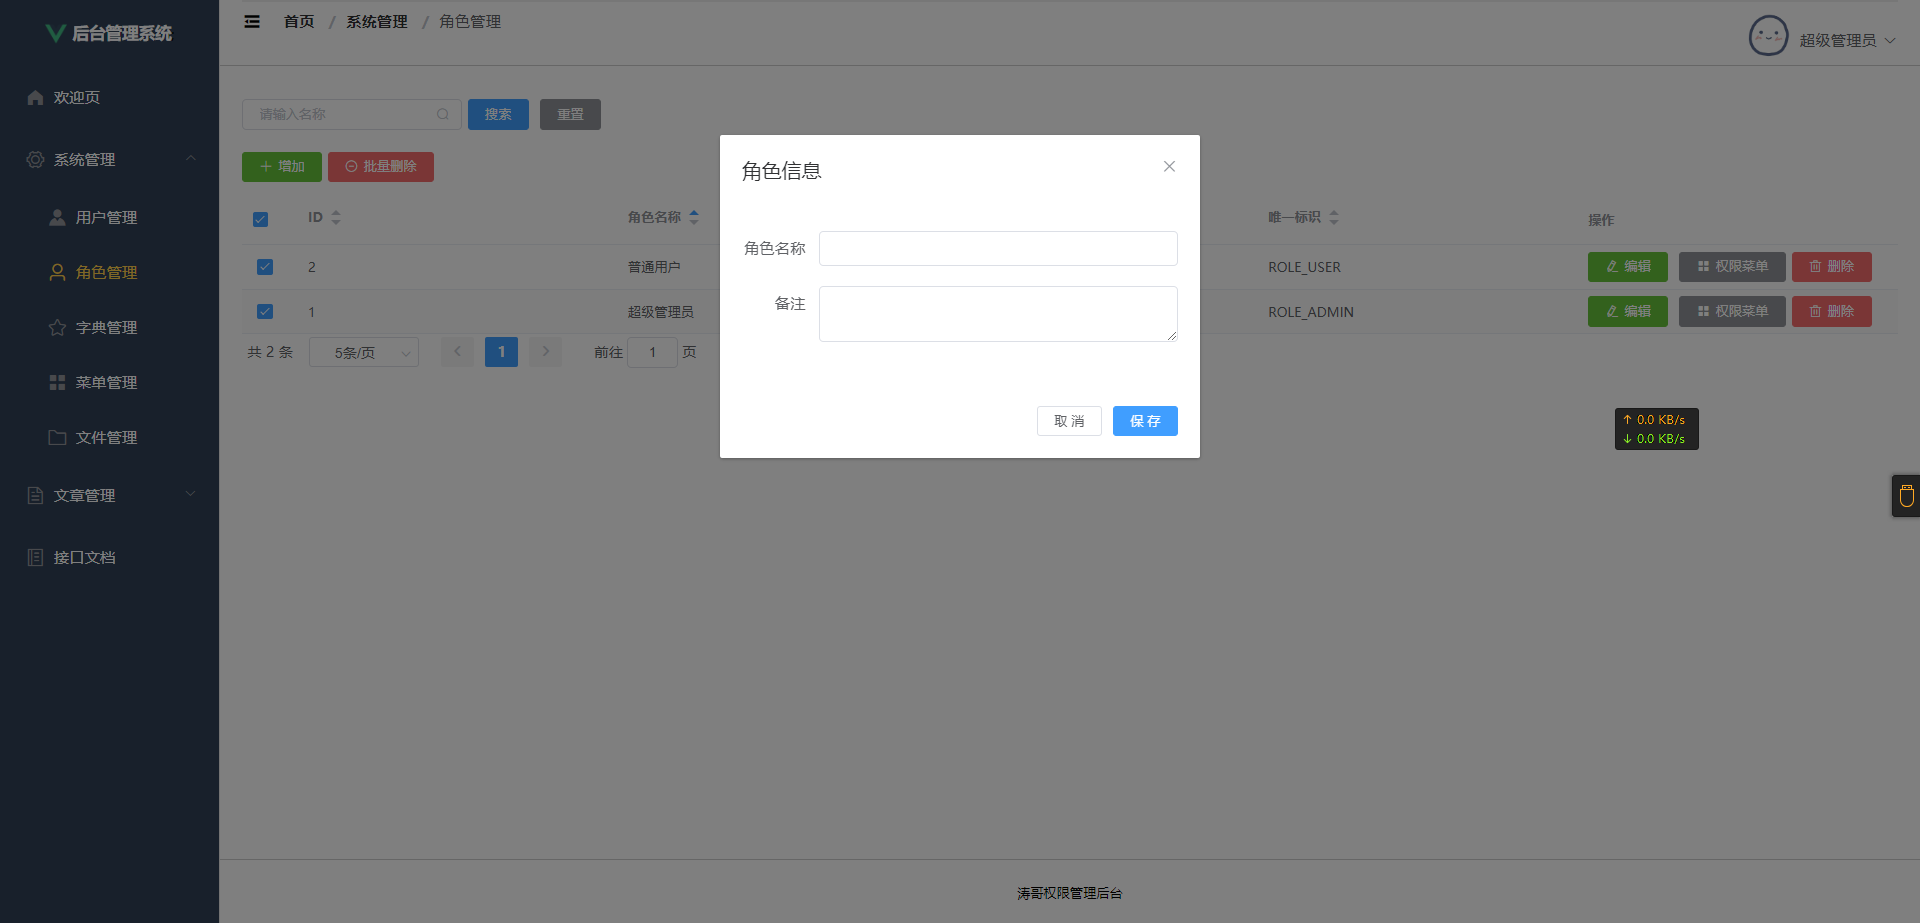 后台管理系统
欢迎页
系统管理
用户管理
角色管理
字典管理
菜单管理
文件管理
文章管理
接口文档
首页 / 系统管理 / 角色管理
超级管理员
请输入名称 搜索 重置
增加 批量删除
ID 角色名称 唯一标识 操作
2 普通用户 ROLE_USER 编辑 权限菜单 删除
1 超级管理员 ROLE_ADMIN 编辑 权限菜单 删除
共 2 条 5条/页 1 前往 1 页
角色信息
角色名称
备注
取 消 保 存
↑ 0.0 KB/s
↓ 0.0 KB/s
涛哥权限管理后台